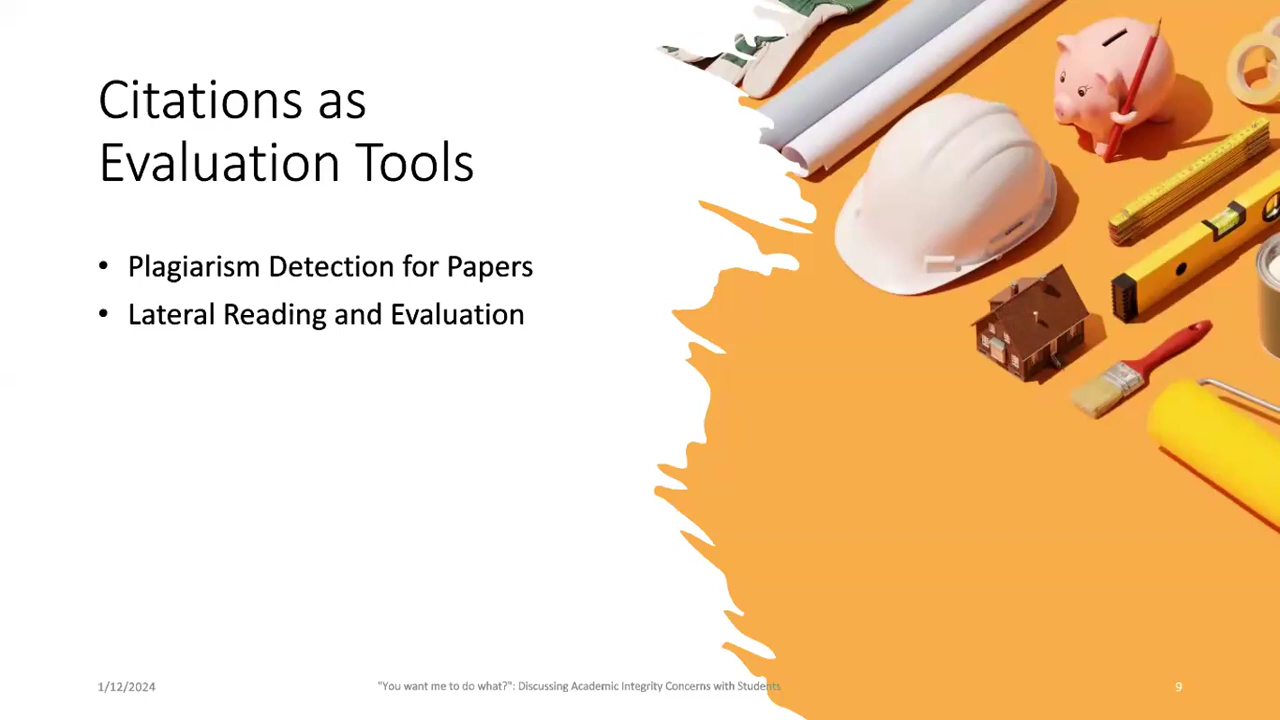 Citations as
Evaluation Tools
• Plagiarism Detection for Papers
• Lateral Reading and Evaluation
1/12/2024
"You want me to do what?": Discussing Academic Integrity Concerns with Students
9